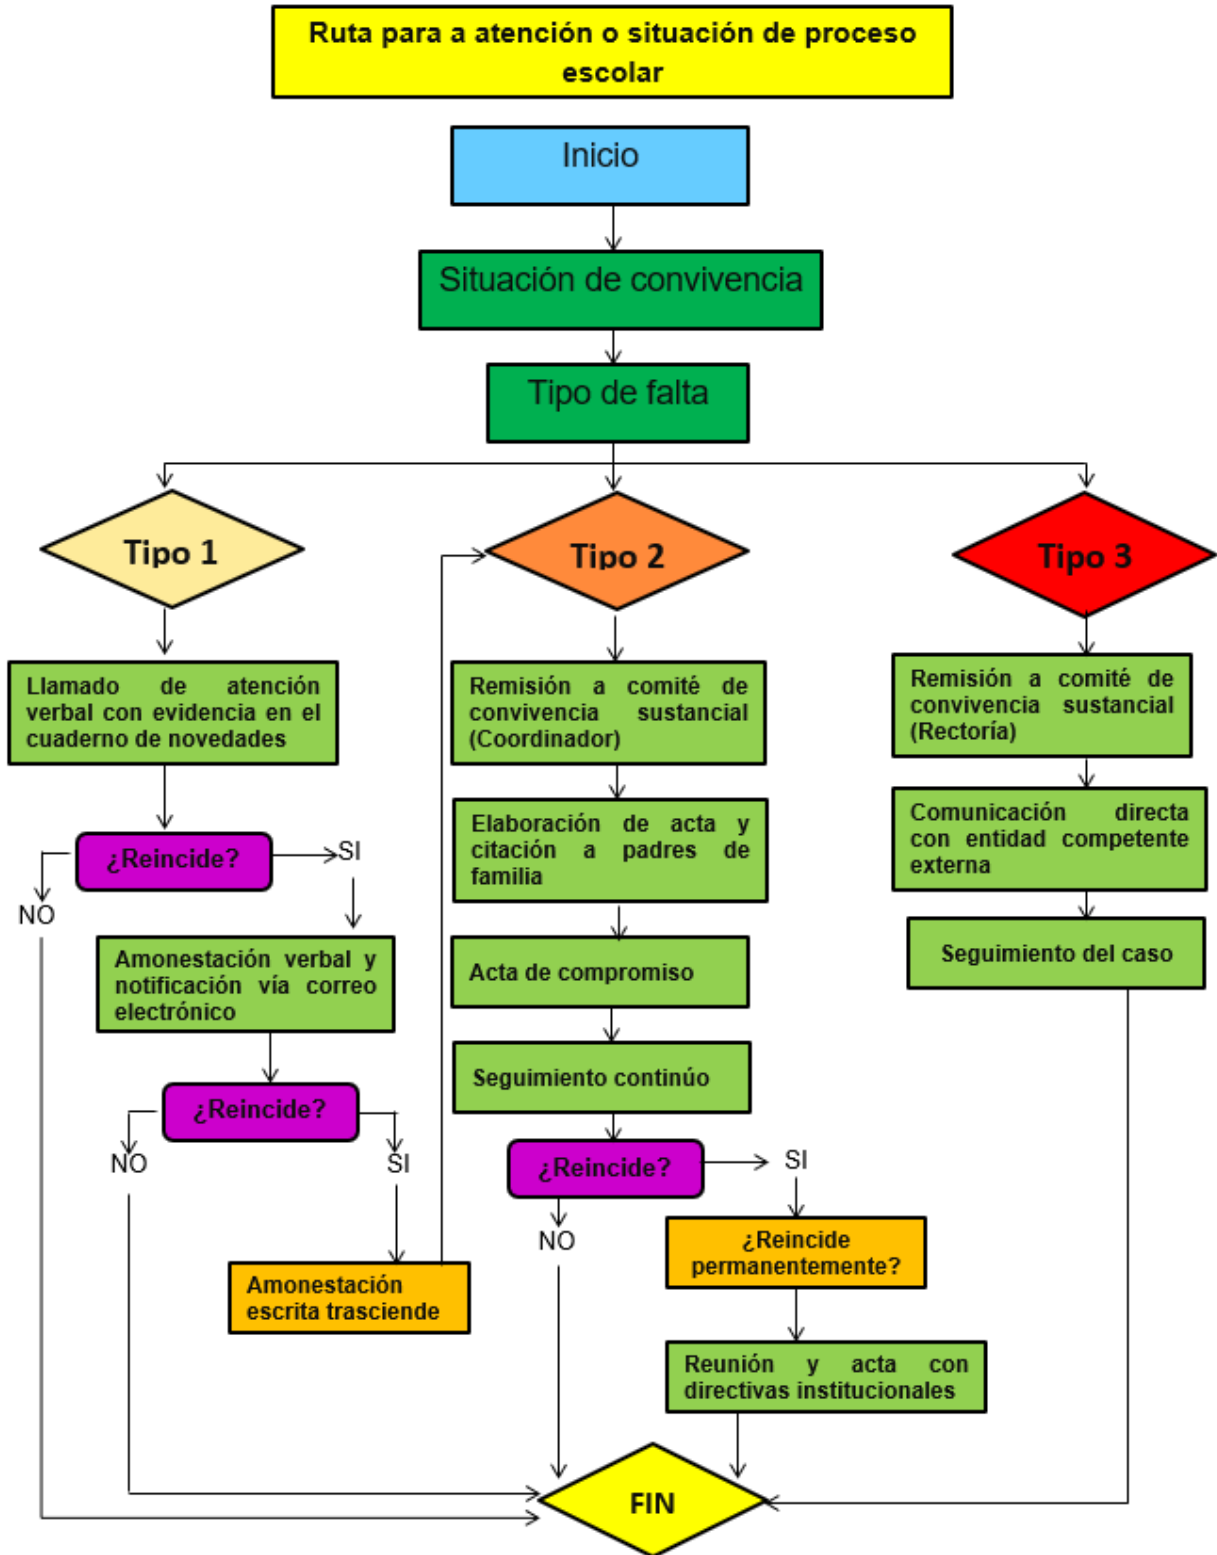 Ruta para a atención o situación de proceso
escolar
Inicio
Situación de convivencia
Tipo de falta
Tipo 1
Tipo 2
Tipo 3
Llamado de atención
verbal con evidencia en el
cuaderno de novedades
¿Reincide?
SI
NO
Amonestación verbal y
notificación vía correo
electrónico
¿Reincide?
NO
SI
Amonestación
escrita trasciende
Remisión a comité de
convivencia sustancial
(Coordinador)
Elaboración de acta y
citación a padres de
familia
Acta de compromiso
Seguimiento continúo
¿Reincide?
SI
NO
¿Reincide
permanentemente?
Reunión y acta con
directivas institucionales
Remisión a comité de
convivencia sustancial
(Rectoría)
Comunicación directa
con entidad competente
externa
Seguimiento del caso
FIN